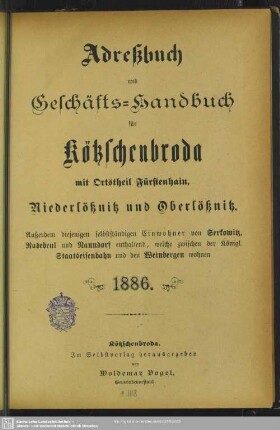 Adreßbuch
und
Geschäfts=Handbuch
für
Kötzschenbroda
mit Ortstheil Fürstenhain,
Niederlößnitz und Oberlößnitz.
Außerdem diejenigen selbstständigen Einwohner von Serkowitz,
Radebeul und Naundorf enthaltend, welche zwischen der Königl.
Staatseisenbahn und den Weinbergen wohnen
1886.
Kötzschenbroda.
Im Selbstverlag herausgegeben
von
Woldemar Vogel,